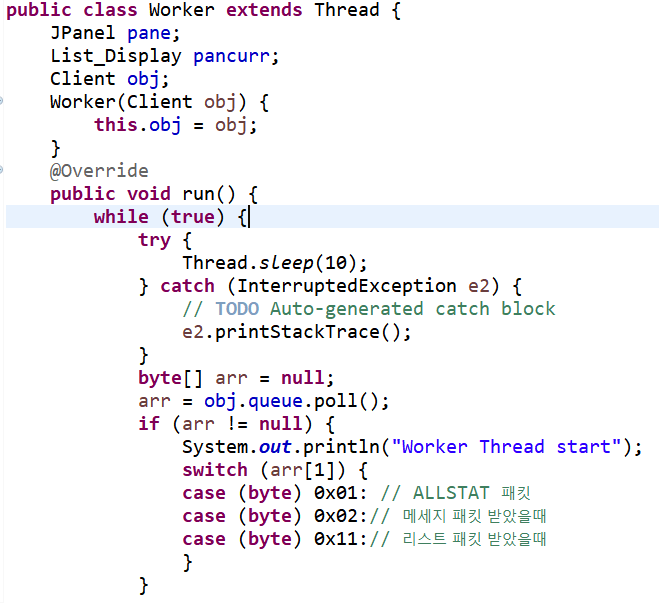 public class Worker extends Thread {
    JPanel pane;
    List_Display pancurr;
    Client obj;
    Worker(Client obj) {
        this.obj = obj;
    }
    @Override
    public void run() {
        while (true) {
            try {
                Thread.sleep(10);
            } catch (InterruptedException e2) {
                // TODO Auto-generated catch block
                e2.printStackTrace();
            }
            byte[] arr = null;
            arr = obj.queue.poll();
            if (arr != null) {
                System.out.println("Worker Thread start");
                switch (arr[1]) {
                case (byte) 0x01: // ALLSTAT 패킷
                case (byte) 0x02:// 메세지 패킷 받았을때
                case (byte) 0x11:// 리스트 패킷 받았을때
                }
            }